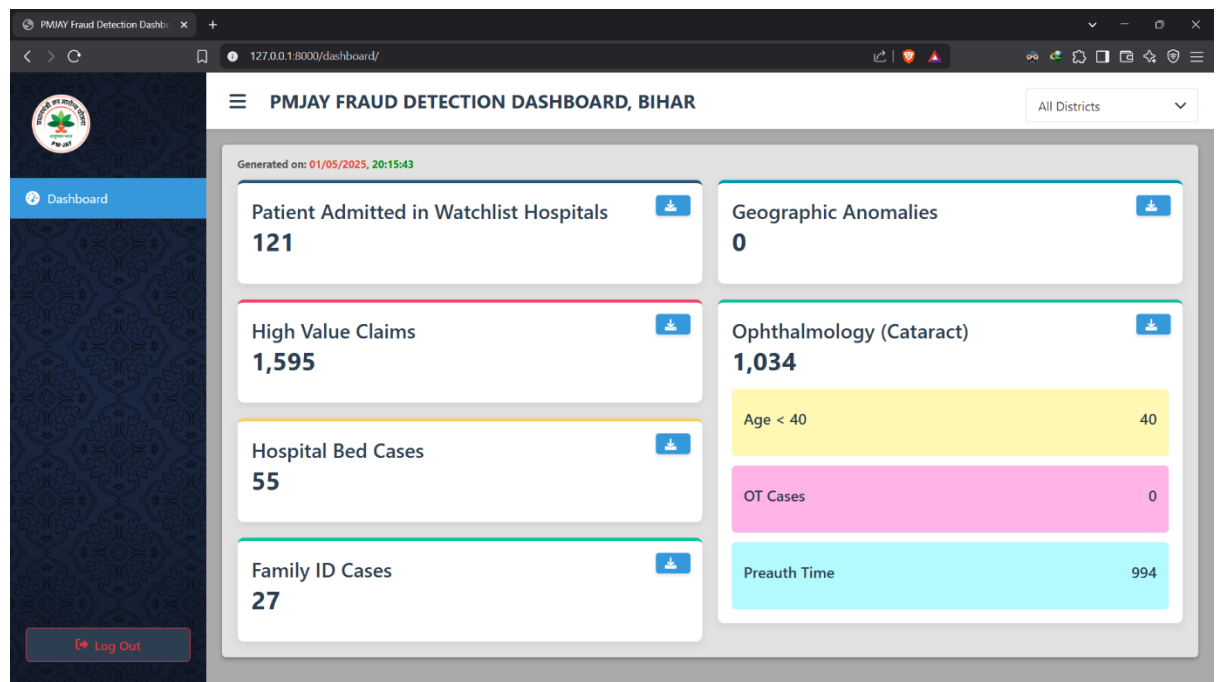 PMJAY Fraud Detection Dashbo
127.0.0.1:8000/dashboard/
PM-JAY
PMJAY FRAUD DETECTION DASHBOARD, BIHAR
All Districts
Dashboard
Log Out
Generated on: 01/05/2025, 20:15:43
Patient Admitted in Watchlist Hospitals
121
Geographic Anomalies
0
High Value Claims
1,595
Ophthalmology (Cataract)
1,034
Age < 40 40
OT Cases 0
Preauth Time 994
Hospital Bed Cases
55
Family ID Cases
27